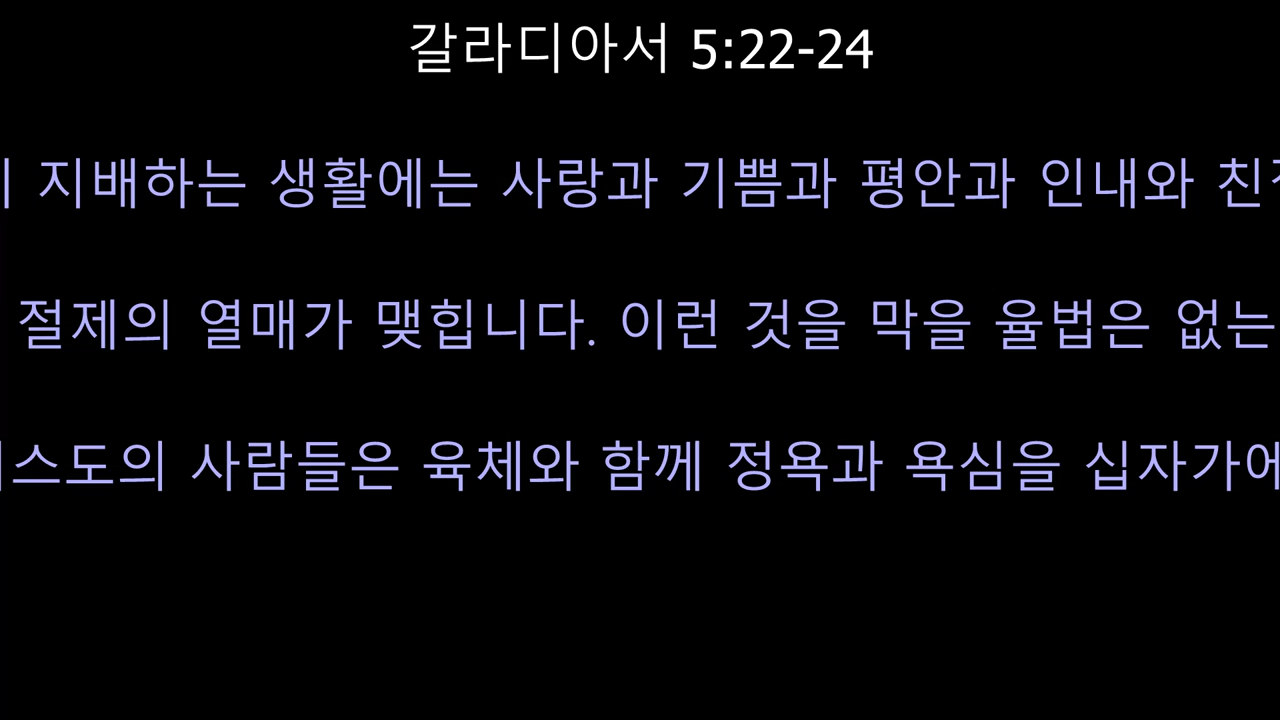 갈라디아서 5:22-24
지배하는 생활에는 사랑과 기쁨과 평안과 인내와
절제의 열매가 맺힙니다. 이런 것을 막을 율법은 없는
사람들은 육체와 함께 정욕과 욕심을 십자가에